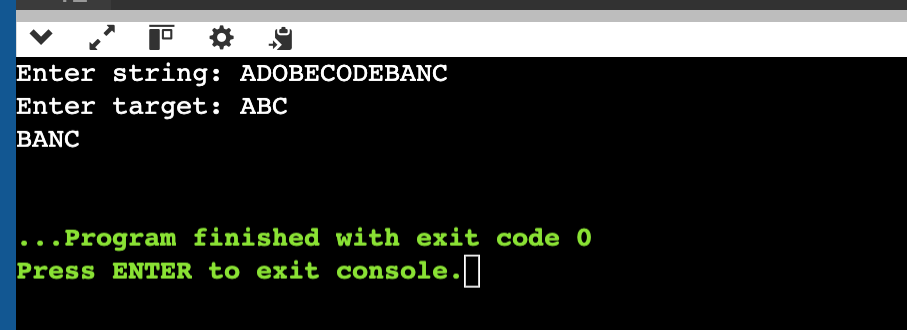 Enter string: ADOBECODEBANC
Enter target: ABC
BANC
...Program finished with exit code 0
Press ENTER to exit console.